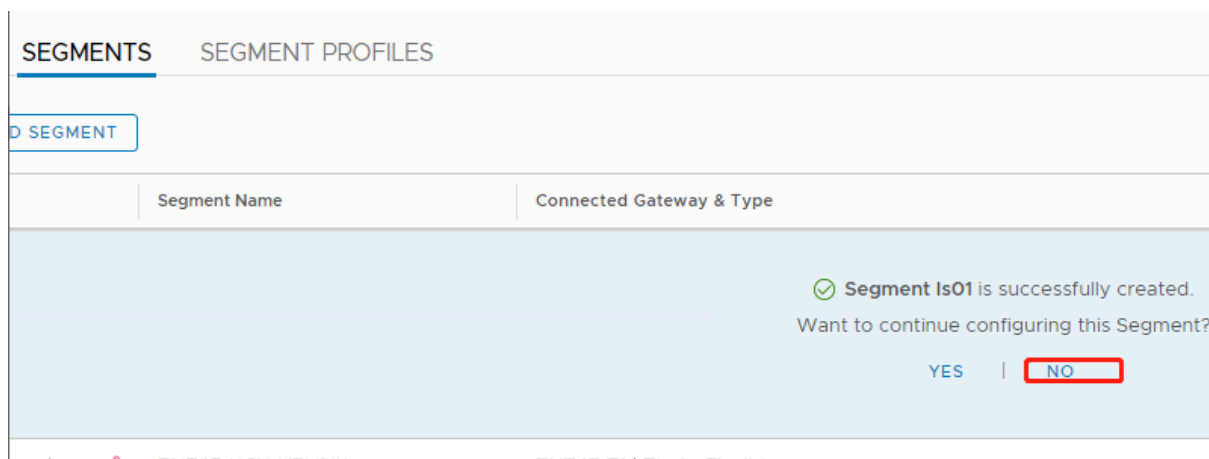 SEGMENTS SEGMENT PROFILES
D SEGMENT
Segment Name Connected Gateway & Type
Segment ls01 is successfully created.
Want to continue configuring this Segment?
YES | NO